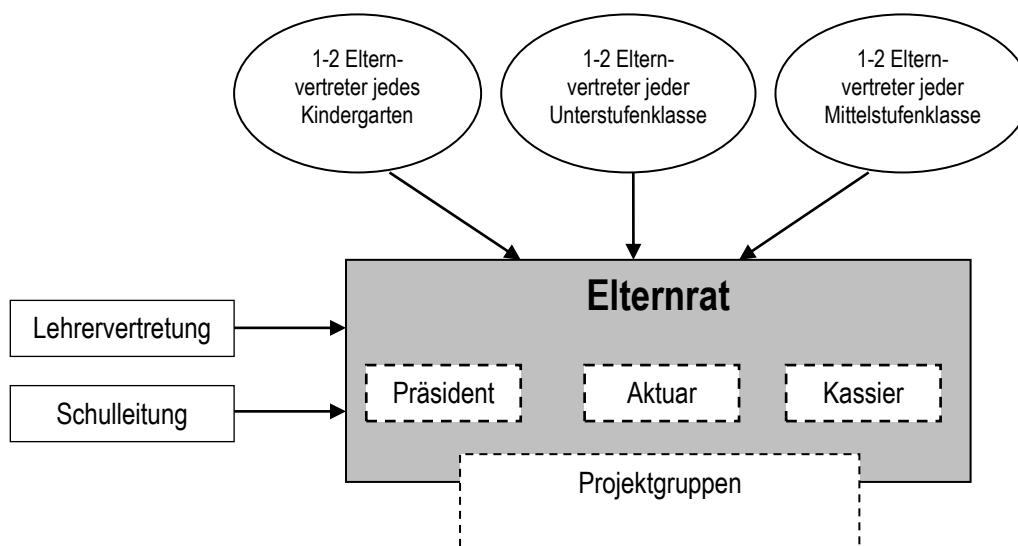 1-2 Eltern-
vertreter jedes
Kindergarten
1-2 Eltern-
vertreter jeder
Unterstufenklasse
1-2 Eltern-
vertreter jeder
Mittelstufenklasse
Elternrat
Lehrervertretung
Schulleitung
Präsident
Aktuar
Kassier
Projektgruppen